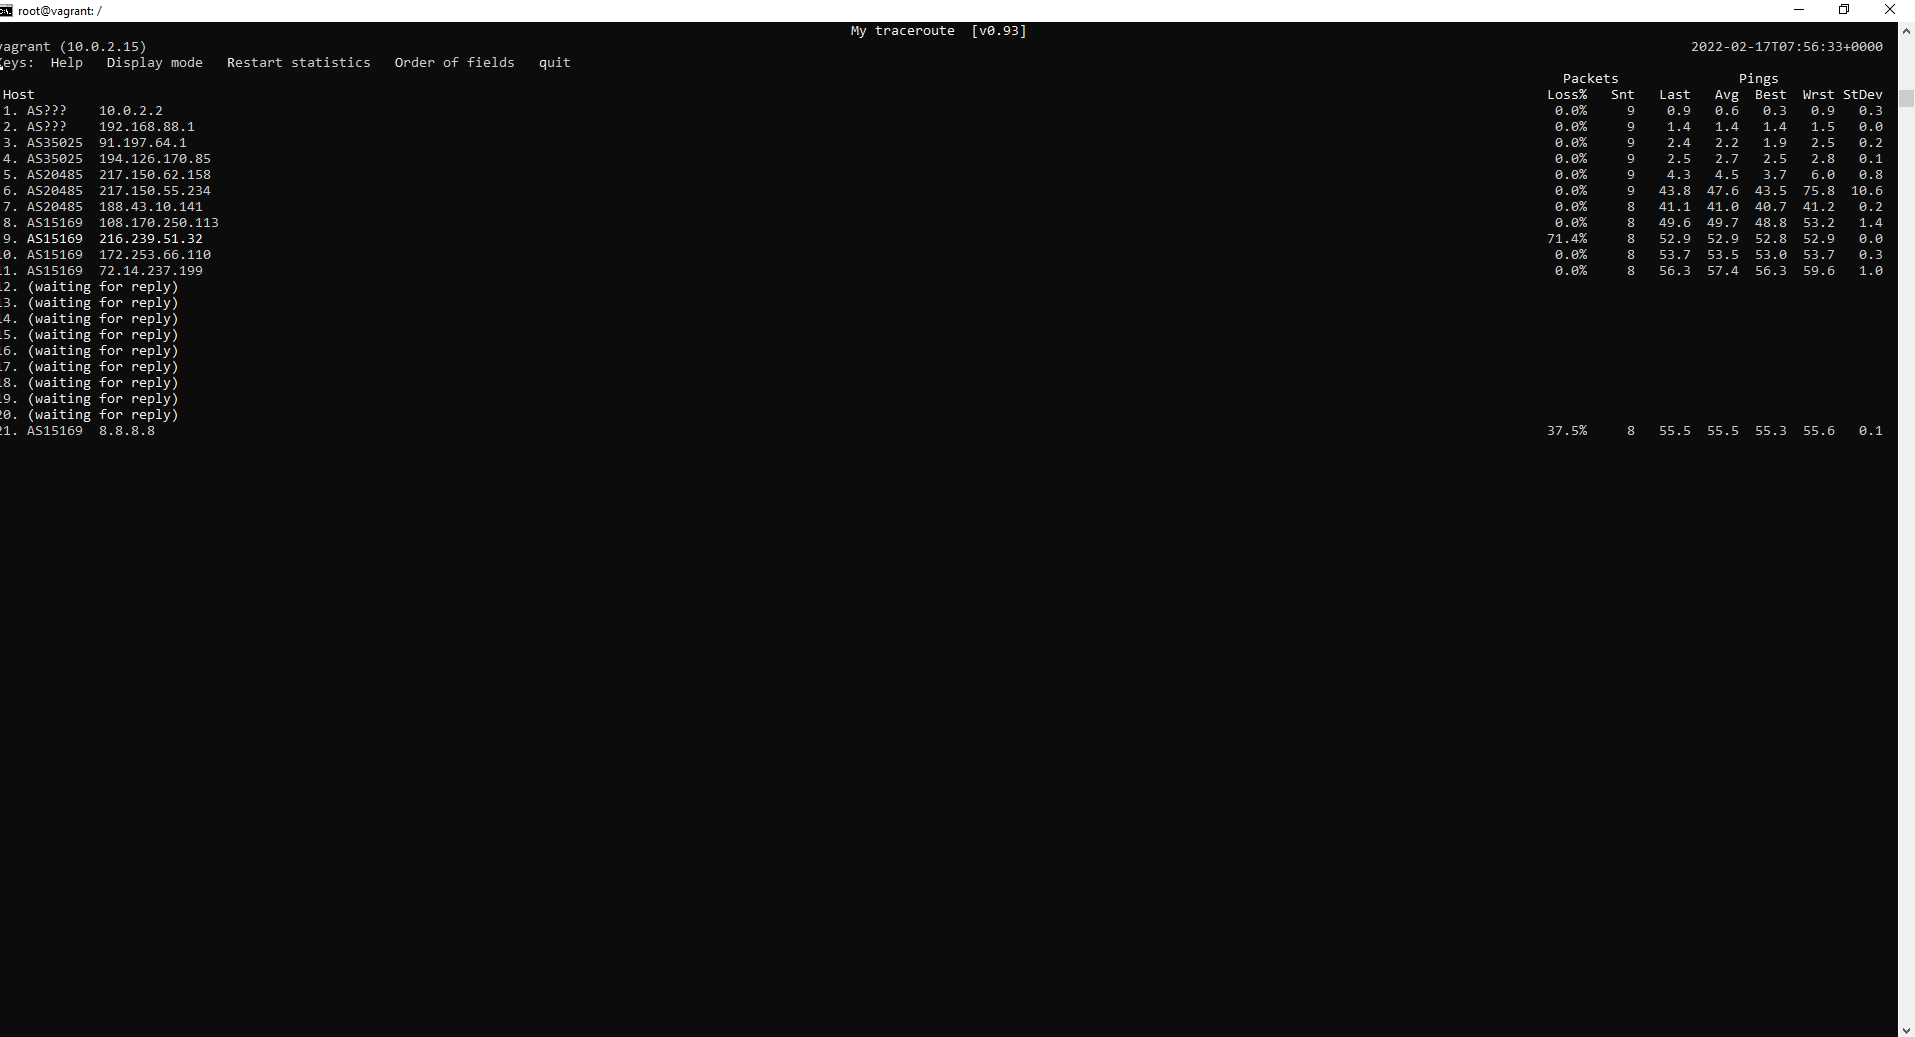 root@vagrant: /
My traceroute [v0.93]
vagrant (10.0.2.15) 2022-02-17T07:56:33+0000
Keys: Help Display mode Restart statistics Order of fields quit
Packets Pings
Host Loss% Snt Last Avg Best Wrst StDev
1. AS??? 10.0.2.2 0.0% 9 0.9 0.6 0.3 0.9 0.3
2. AS??? 192.168.88.1 0.0% 9 1.4 1.4 1.4 1.5 0.0
3. AS35025 91.197.64.1 0.0% 9 2.4 2.2 1.9 2.5 0.2
4. AS35025 194.126.170.85 0.0% 9 2.5 2.7 2.5 2.8 0.1
5. AS20485 217.150.62.158 0.0% 9 4.3 4.5 3.7 6.0 0.8
6. AS20485 217.150.55.234 0.0% 9 43.8 47.6 43.5 75.8 10.6
7. AS20485 188.43.10.141 0.0% 8 41.1 41.0 40.7 41.2 0.2
8. AS15169 108.170.250.113 0.0% 8 49.6 49.7 48.8 53.2 1.4
9. AS15169 216.239.51.32 71.4% 8 52.9 52.9 52.8 52.9 0.0
10. AS15169 172.253.66.110 0.0% 8 53.7 53.5 53.0 53.7 0.3
11. AS15169 72.14.237.199 0.0% 8 56.3 57.4 56.3 59.6 1.0
12. (waiting for reply)
13. (waiting for reply)
14. (waiting for reply)
15. (waiting for reply)
16. (waiting for reply)
17. (waiting for reply)
18. (waiting for reply)
19. (waiting for reply)
20. (waiting for reply)
21. AS15169 8.8.8.8 37.5% 8 55.5 55.5 55.3 55.6 0.1